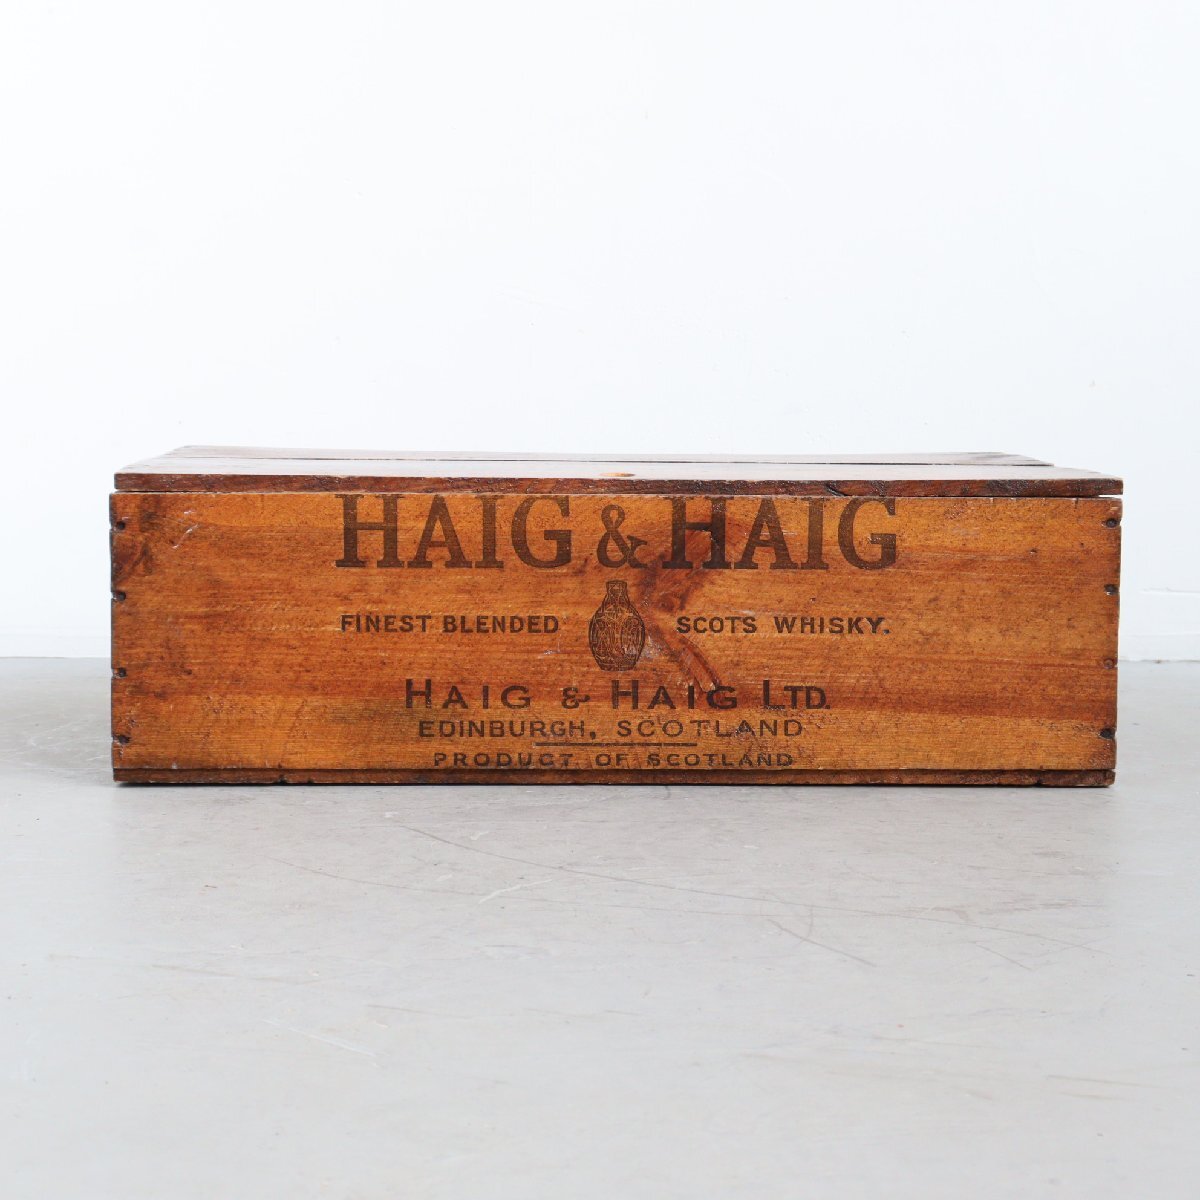 HAIG & HAIG
FINEST BLENDED SCOTS WHISKY.
HAIG & HAIG LTD.
EDINBURGH, SCOTLAND
PRODUCT OF SCOTLAND